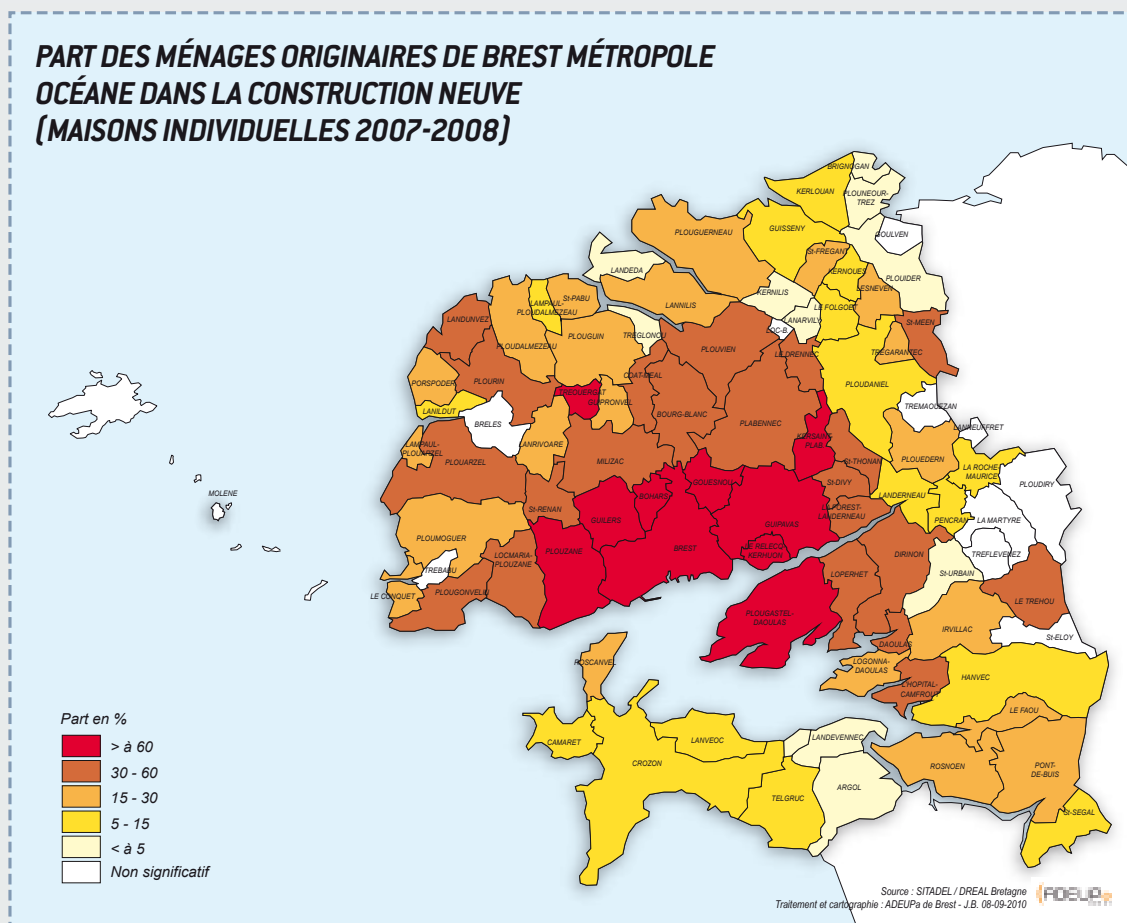 PART DES MÉNAGES ORIGINAIRES DE BREST MÉTROPOLE
OCÉANE DANS LA CONSTRUCTION NEUVE
(MAISONS INDIVIDUELLES 2007-2008)
BRIGNOGAN
KERLOUAN
PLOUNEOUR-
TREZ
GOULVEN
GUISSENY
PLOUGUERNEAU
St-FREGANT
KERNOUES
PLOUIDER
LANDEDA
LESNEVEN
KERNILIS
LANNILIS
St-PABU
LAMPAUL-
PLOUDALMEZEAU
LE FOLGOET
LANARVILY
LOC-B.
St-MEEN
LANDUNVEZ
PLOUGUIN
TREGLONOU
PLOUDALMEZEAU
PLOUVIEN
LE DRENNEC
TREGARANTEC
COAT-MEAL
PORSPODER
PLOURIN
PLOUDANIEL
TREOUERGAT
GUIPRONVEL
LANILDUT
BRELES
BOURG-BLANC
PLABENNEC
TREMAOUEZAN
LANNEUFFRET
KERSAINT-
PLAB.
LANRIVOARE
LAMPAUL-
PLOUARZEL
PLOUARZEL
MILIZAC
St-THONAN
PLOUEDERN
LA ROCHE-
MAURICE
PLOUDIRY
GOUESNOU
St-DIVY
BOHARS
LANDERNEAU
MOLENE
St-RENAN
LA FOREST-
LANDERNEAU
GUILERS
GUIPAVAS
PENCRAN
LA MARTYRE
PLOUMOGUER
LE RELECQ-
KERHUON
PLOUZANE
BREST
LOCMARIA-
PLOUZANE
DIRINON
TREFLEVENEZ
TREBABU
LOPERHET
St-URBAIN
LE CONQUET
PLOUGONVELIN
LE TREHOU
PLOUGASTEL-
DAOULAS
IRVILLAC
St-ELOY
DAOULAS
ROSCANVEL
LOGONNA-
DAOULAS
HANVEC
L'HOPITAL-
CAMFROUT
LE FAOU
CAMARET
LANVEOC
LANDEVENNEC
CROZON
ROSNOEN
PONT-
DE-BUIS
ARGOL
TELGRUC
St-SEGAL
Part en %
> à 60
30 - 60
15 - 30
5 - 15
< à 5
Non significatif
Source : SITADEL / DREAL Bretagne
Traitement et cartographie : ADEUPa de Brest - J.B. 08-09-2010